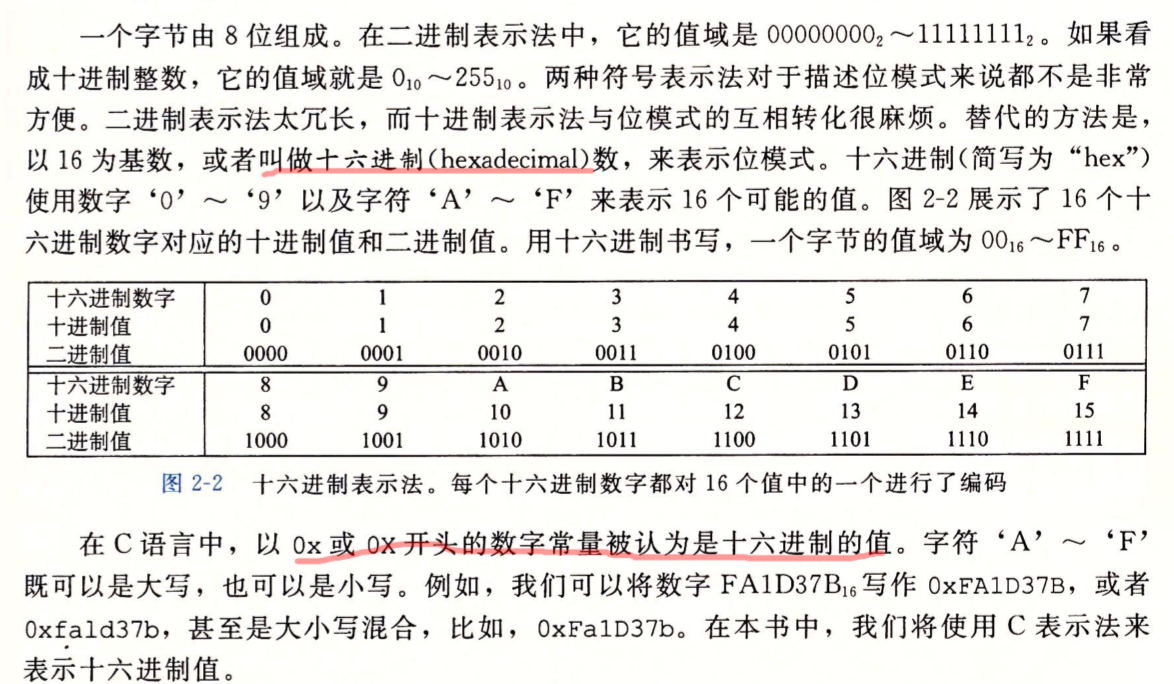 一个字节由 8 位组成。在二进制表示法中，它的值域是 00000000₂～11111111₂。如果看
成十进制整数，它的值域就是 0₁₀～255₁₀。两种符号表示法对于描述位模式来说都不是非常
方便。二进制表示法太冗长，而十进制表示法与位模式的互相转化很麻烦。替代的方法是，
以 16 为基数，或者叫做十六进制(hexadecimal)数，来表示位模式。十六进制(简写为“hex”)
使用数字‘0’～‘9’以及字符‘A’～‘F’来表示 16 个可能的值。图 2-2 展示了 16 个十
六进制数字对应的十进制值和二进制值。用十六进制书写，一个字节的值域为 00₁₆～FF₁₆。
十六进制数字 0 1 2 3 4 5 6 7
十进制值 0 1 2 3 4 5 6 7
二进制值 0000 0001 0010 0011 0100 0101 0110 0111
十六进制数字 8 9 A B C D E F
十进制值 8 9 10 11 12 13 14 15
二进制值 1000 1001 1010 1011 1100 1101 1110 1111
图 2-2 十六进制表示法。每个十六进制数字都对 16 个值中的一个进行了编码
在 C 语言中，以 0x 或 0X 开头的数字常量被认为是十六进制的值。字符‘A’～‘F’
既可以是大写，也可以是小写。例如，我们可以将数字 FA1D37B₁₆写作 0xFA1D37B，或者
0xfa1d37b，甚至是大小写混合，比如，0xFa1D37b。在本书中，我们将使用 C 表示法来
表示十六进制值。